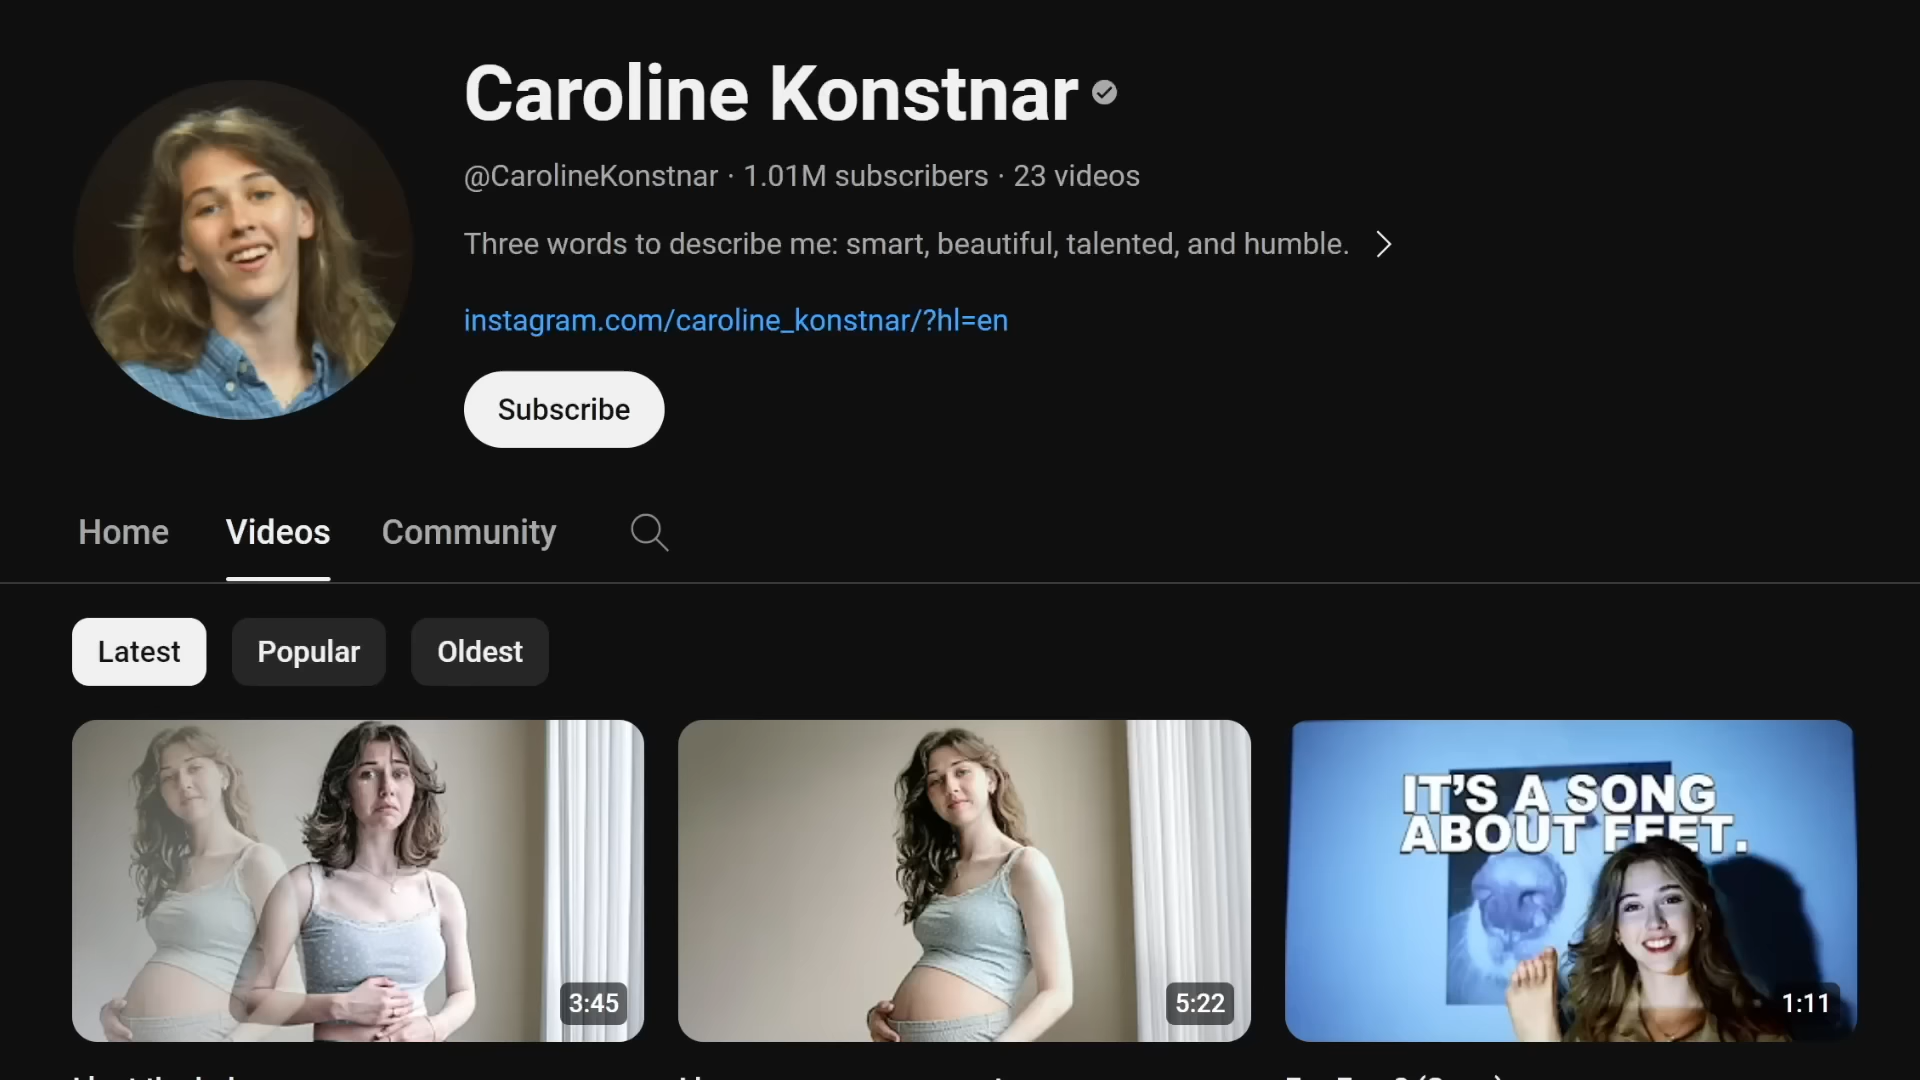 Caroline Konstnar
@CarolineKonstnar · 1.01M subscribers · 23 videos
Three words to describe me: smart, beautiful, talented, and humble.
instagram.com/caroline_konstnar/?hl=en
Subscribe
Home Videos Community
Latest Popular Oldest
IT'S A SONG
ABOUT FEET.
3:45 5:22 1:11